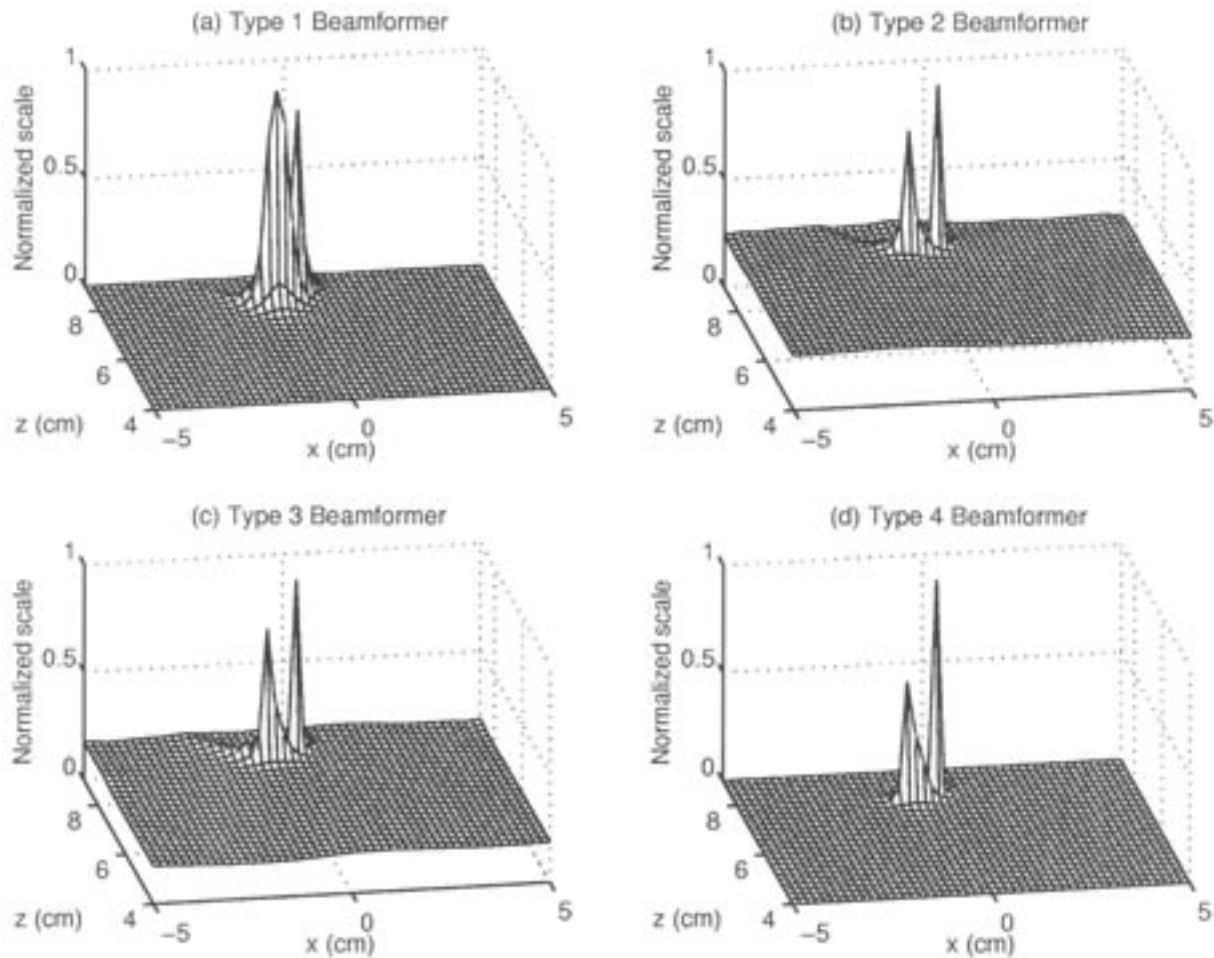 (a) Type 1 Beamformer
1
Normalized scale
0.5
0
8
6
z (cm)
4
−5
0
x (cm)
5
(b) Type 2 Beamformer
1
Normalized scale
0.5
0
8
6
z (cm)
4
−5
0
x (cm)
5
(c) Type 3 Beamformer
1
Normalized scale
0.5
0
8
6
z (cm)
4
−5
0
x (cm)
5
(d) Type 4 Beamformer
1
Normalized scale
0.5
0
8
6
z (cm)
4
−5
0
x (cm)
5